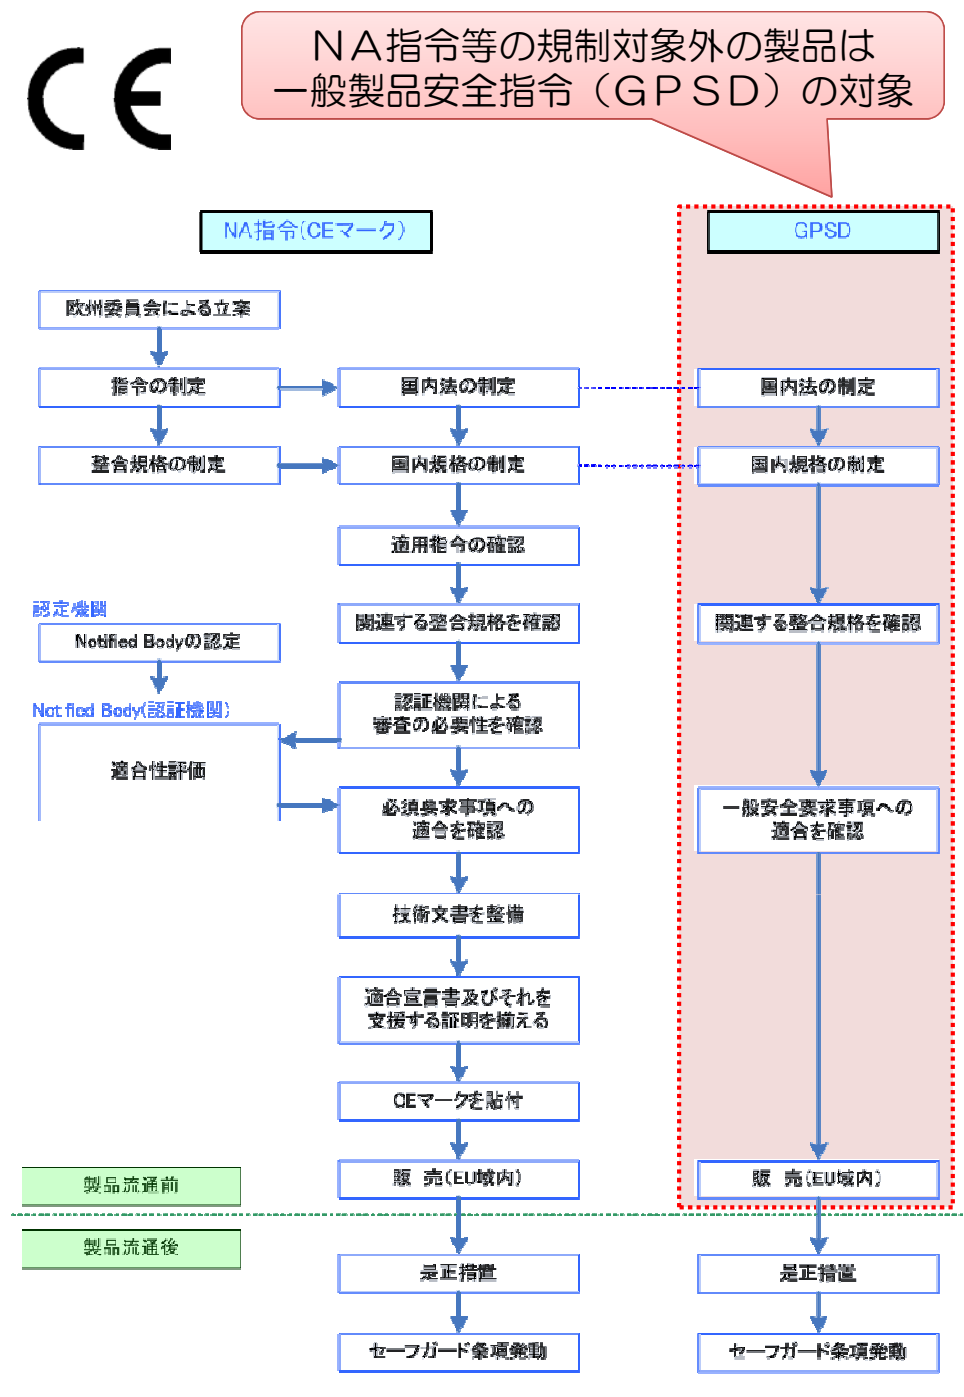 CE
NA指令等の規制対象外の製品は
一般製品安全指令(GPSD)の対象
NA指令(CEマーク)
GPSD
欧州委員会による立案
指令の制定
国内法の制定
国内法の制定
整合規格の制定
国内規格の制定
国内規格の制定
適用指令の確認
認定機関
関連する整合規格を確認
関連する整合規格を確認
Notified Bodyの認定
Notified Body(認証機関)
認証機関による
審査の必要性を確認
適合性評価
必須要求事項への
適合を確認
一般安全要求事項への
適合を確認
技術文書を整備
適合宣言書及びそれを
支援する証明を揃える
CEマークを貼付
製品流通前
販 売(EU域内)
販 売(EU域内)
製品流通後
是正措置
是正措置
セーフガード条項発動
セーフガード条項発動